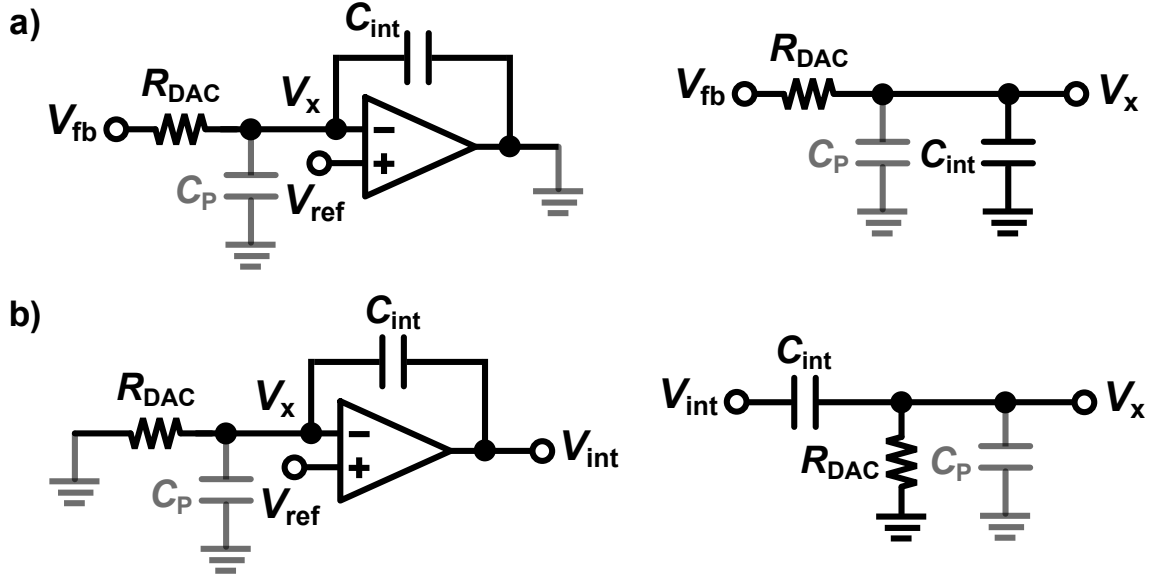 a)
C_int
R_DAC
V_x
V_fb
−
+
C_P
V_ref
R_DAC
V_fb
V_x
C_P
C_int
b)
C_int
R_DAC
V_x
−
+
V_int
C_P
V_ref
C_int
V_int
V_x
R_DAC
C_P